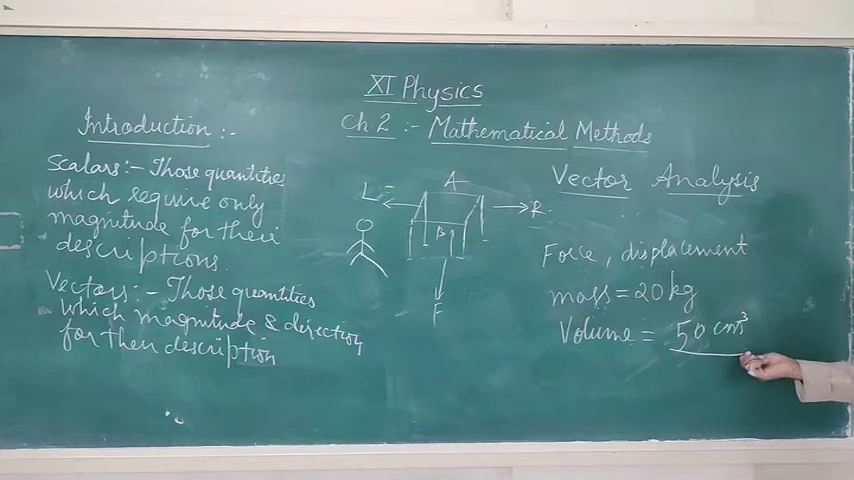 XI Physics
Ch. 2 :- Mathematical Methods
Introduction :-
Scalars :- Those quantities
which require only
magnitude for their
descriptions.
Vectors :- Those quantities
which magnitude & direction
for their description
A
L
R
B
F
Vector Analysis
Force, displacement
mass = 20 kg
Volume = 50 cm³